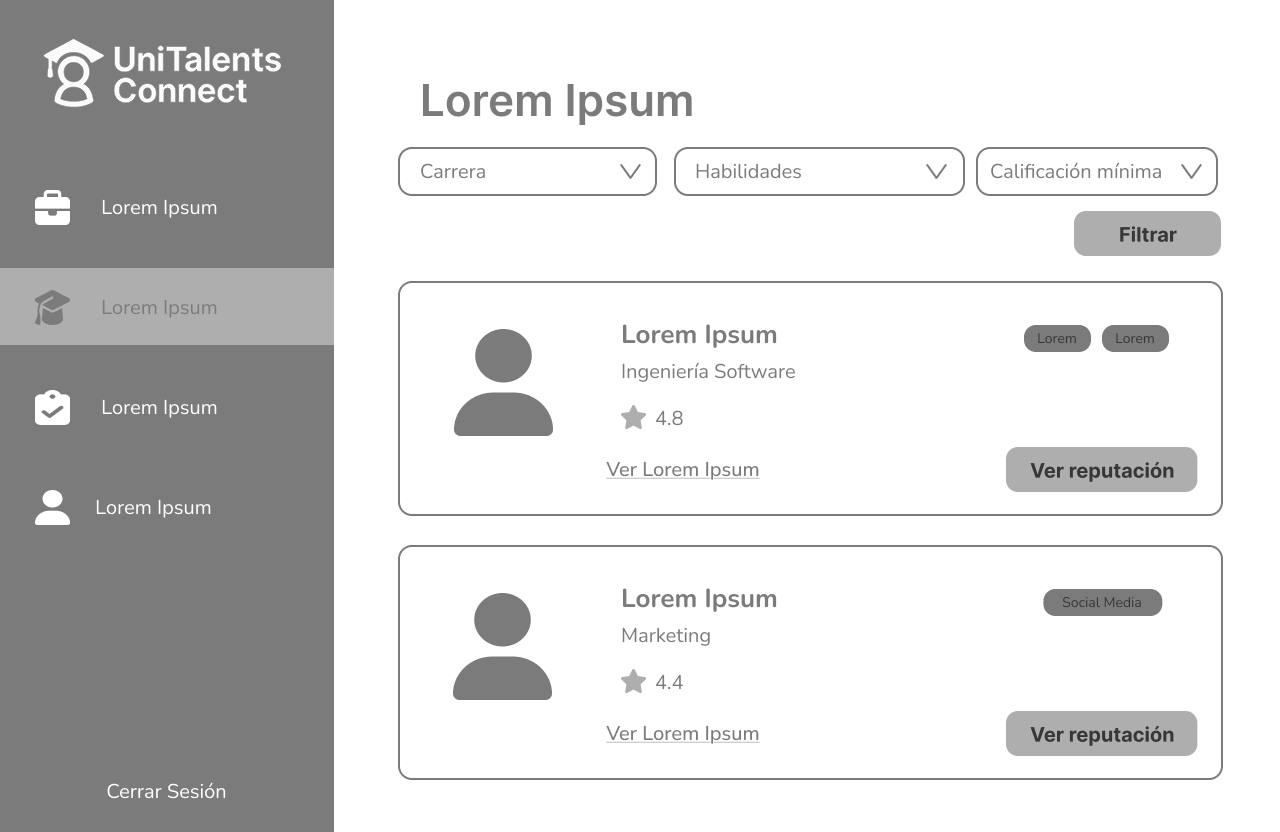 UniTalents
Connect
Lorem Ipsum
Lorem Ipsum
Lorem Ipsum
Lorem Ipsum
Cerrar Sesión
Lorem Ipsum
Carrera
Habilidades
Calificación mínima
Filtrar
Lorem Ipsum
Lorem
Lorem
Ingeniería Software
4.8
Ver Lorem Ipsum
Ver reputación
Lorem Ipsum
Social Media
Marketing
4.4
Ver Lorem Ipsum
Ver reputación